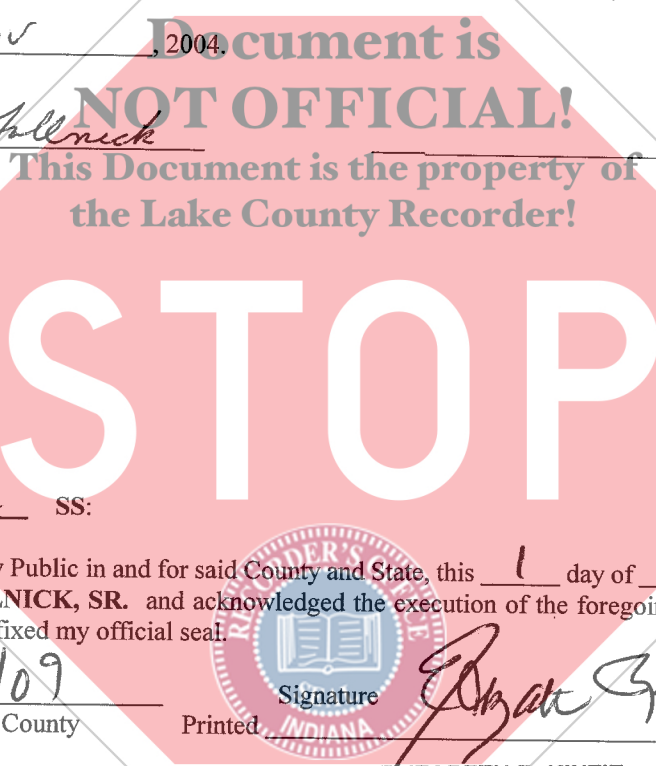 , 2004.
Document is
NOT OFFICIAL!
This Document is the property of
the Lake County Recorder!
STOP
SS:
Public in and for said County and State, this 1 day of
NICK, SR. and acknowledged the execution of the foregoi
fixed my official seal.
RECORDER'S OFFICE
INDIANA
/09
Signature
County
Printed